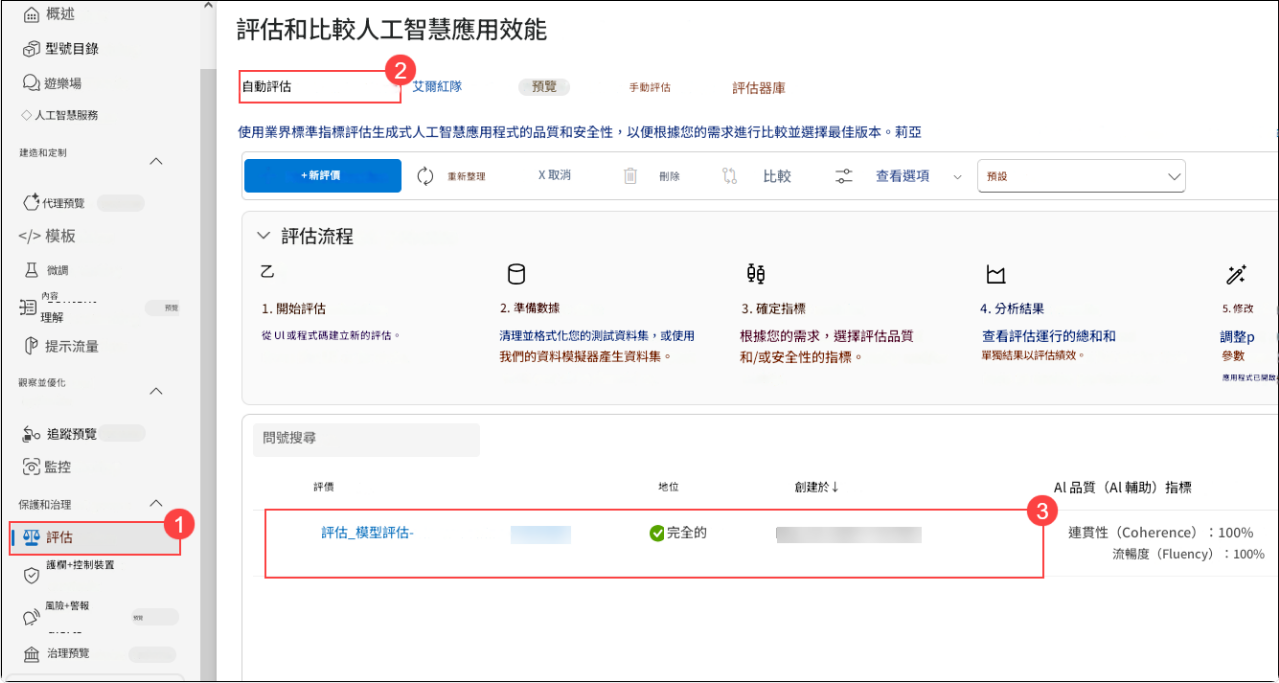 概述
型號目錄
遊樂場
人工智慧服務
建造和定制
代理預覽
</> 模板
微調
內容
理解
預覽
提示流量
觀察並優化
追蹤預覽
監控
保護和治理
1
評估
護欄+控制裝置
風險+警報
預覽
治理預覽
評估和比較人工智慧應用效能
2
自動評估
艾爾紅隊
預覽
手動評估
評估器庫
使用業界標準指標評估生成式人工智慧應用程式的品質和安全性，以便根據您的需求進行比較並選擇最佳版本。莉亞
+新評價
重新整理
X 取消
刪除
比較
查看選項
預設
評估流程
乙
1. 開始評估
從 UI 或程式碼建立新的評估。
2. 準備數據
清理並格式化您的測試資料集，或使用
我們的資料模擬器產生資料集。
3. 確定指標
根據您的需求，選擇評估品質
和/或安全性的指標。
4. 分析結果
查看評估運行的總和和
單獨結果以評估績效。
5. 修改
調整p
參數
應用程式已開啟
問號搜尋
評價
地位
創建於↓
AI 品質（AI 輔助）指標
3
評估_模型評估-
完全的
連貫性（Coherence）：100%
流暢度（Fluency）：100%